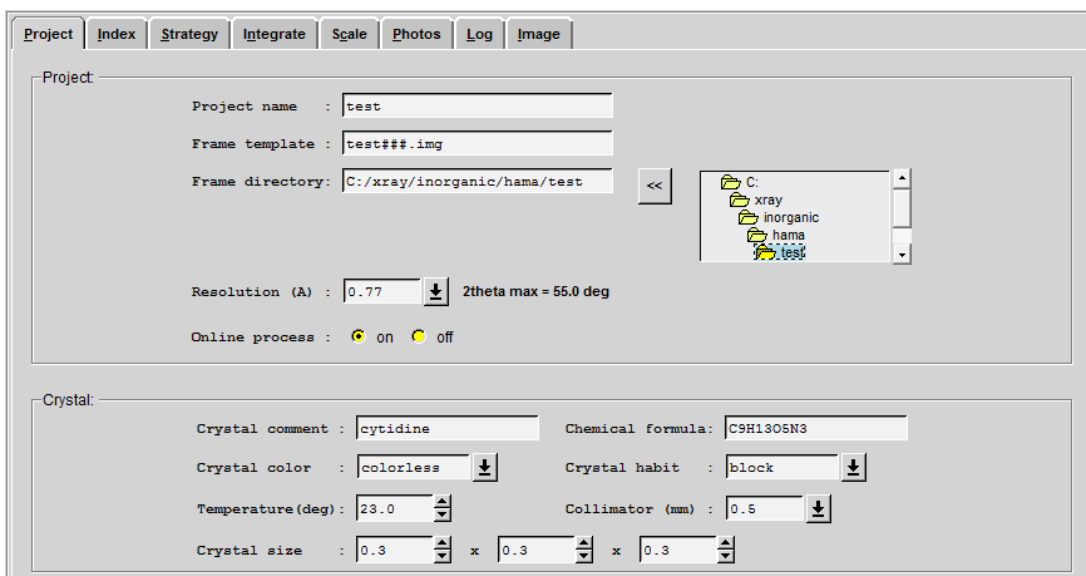 Project Index Strategy Integrate Scale Photos Log Image
Project:
Project name : test
Frame template : test###.img
Frame directory: C:/xray/inorganic/hama/test <<
C:
xray
inorganic
hama
test
Resolution (A) : 0.77 2theta max = 55.0 deg
Online process : on off
Crystal:
Crystal comment : cytidine Chemical formula: C9H13O5N3
Crystal color : colorless Crystal habit : block
Temperature(deg): 23.0 Collimator (mm) : 0.5
Crystal size : 0.3 x 0.3 x 0.3